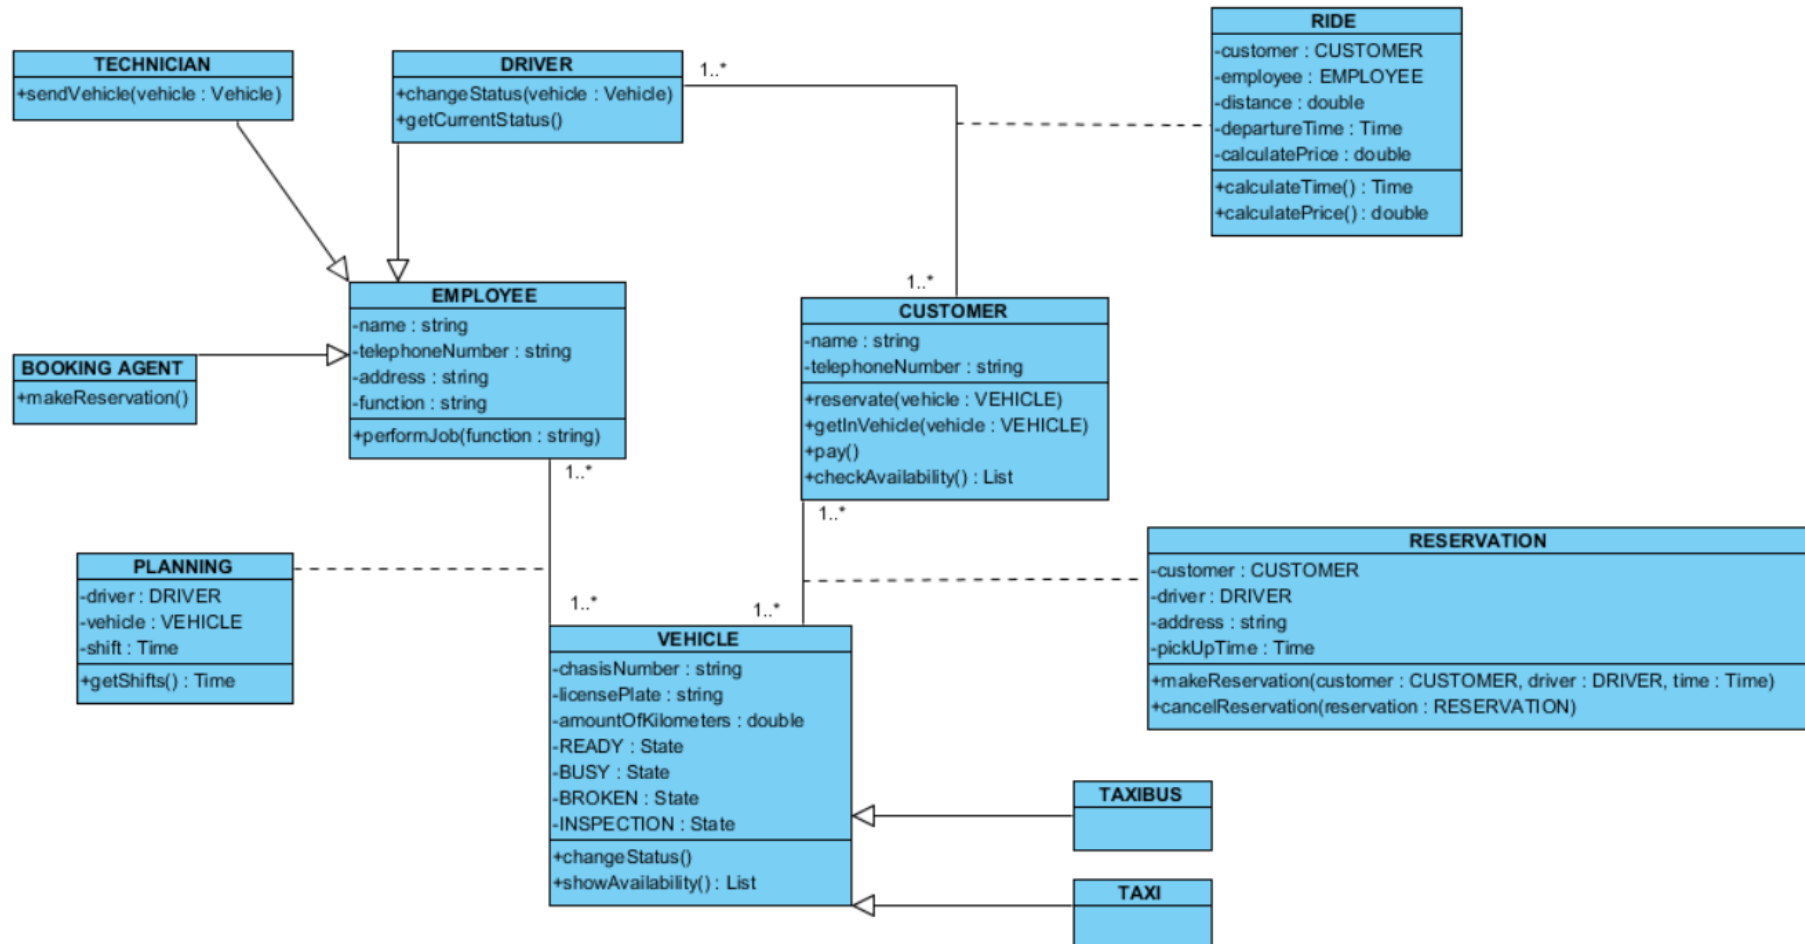 TECHNICIAN
+sendVehicle(vehicle : Vehicle)
DRIVER
+changeStatus(vehicle : Vehicle)
+getCurrentStatus()
1..*
RIDE
-customer : CUSTOMER
-employee : EMPLOYEE
-distance : double
-departureTime : Time
-calculatePrice : double
+calculateTime() : Time
+calculatePrice() : double
1..*
EMPLOYEE
-name : string
-telephoneNumber : string
-address : string
-function : string
+performJob(function : string)
1..*
BOOKING AGENT
+makeReservation()
CUSTOMER
-name : string
-telephoneNumber : string
+reservate(vehicle : VEHICLE)
+getInVehicle(vehicle : VEHICLE)
+pay()
+checkAvailability() : List
1..*
PLANNING
-driver : DRIVER
-vehicle : VEHICLE
-shift : Time
+getShifts() : Time
RESERVATION
-customer : CUSTOMER
-driver : DRIVER
-address : string
-pickUpTime : Time
+makeReservation(customer : CUSTOMER, driver : DRIVER, time : Time)
+cancelReservation(reservation : RESERVATION)
1..*
1..*
VEHICLE
-chasisNumber : string
-licensePlate : string
-amountOfKilometers : double
-READY : State
-BUSY : State
-BROKEN : State
-INSPECTION : State
+changeStatus()
+showAvailability() : List
TAXIBUS
TAXI